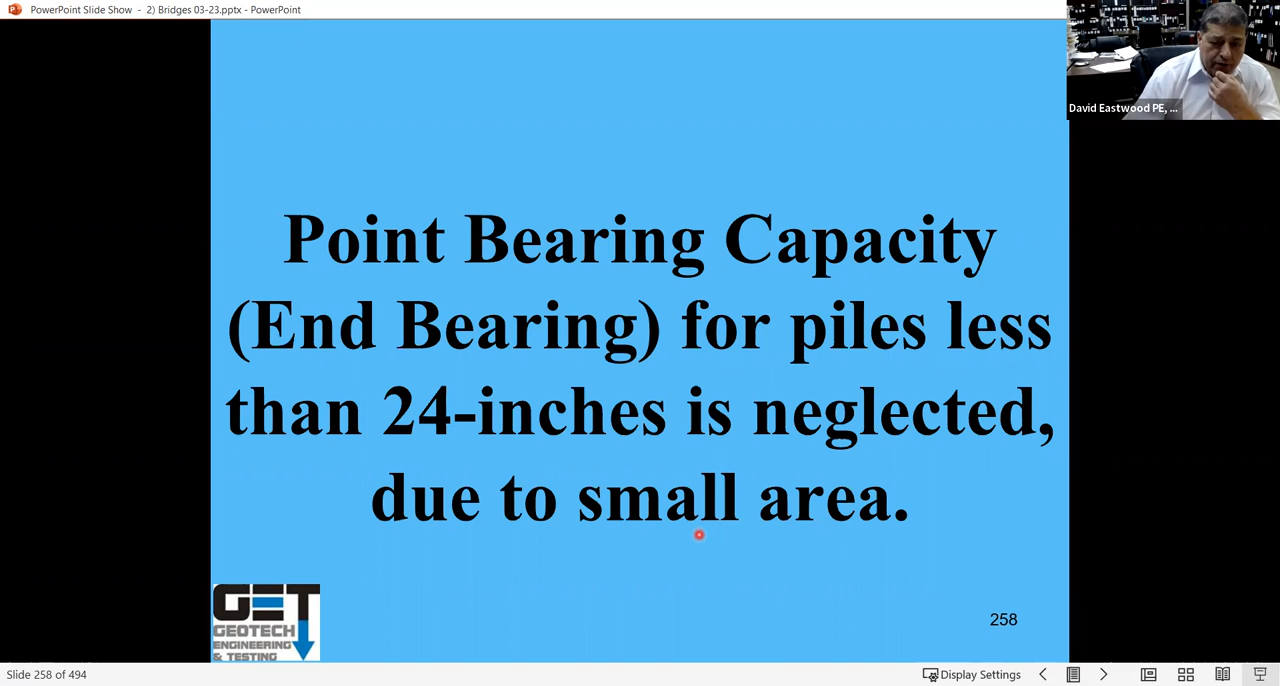 PowerPoint Slide Show - 2) Bridges 03-23.pptx - PowerPoint
David Eastwood PE, ...
Point Bearing Capacity
(End Bearing) for piles less
than 24-inches is neglected,
due to small area.
GET
GEOTECH
ENGINEERING
& TESTING
258
Slide 258 of 494
Display Settings